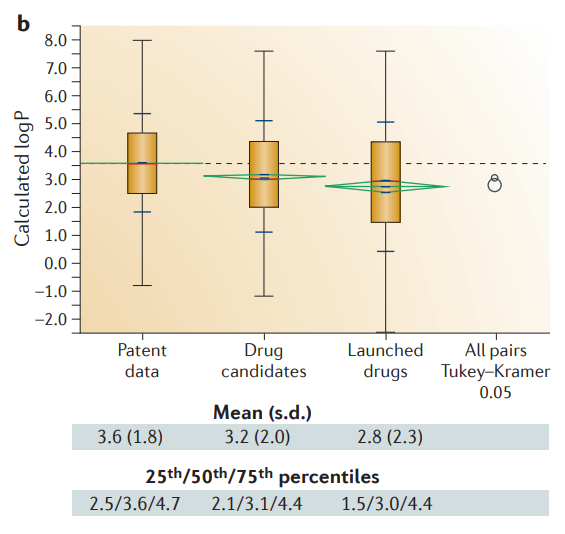 b
Calculated logP
8.0
7.0
6.0
5.0
4.0
3.0
2.0
1.0
0.0
–1.0
–2.0
Patent data
Drug candidates
Launched drugs
All pairs Tukey–Kramer 0.05
Mean (s.d.)
3.6 (1.8) 3.2 (2.0) 2.8 (2.3)
25th/50th/75th percentiles
2.5/3.6/4.7 2.1/3.1/4.4 1.5/3.0/4.4